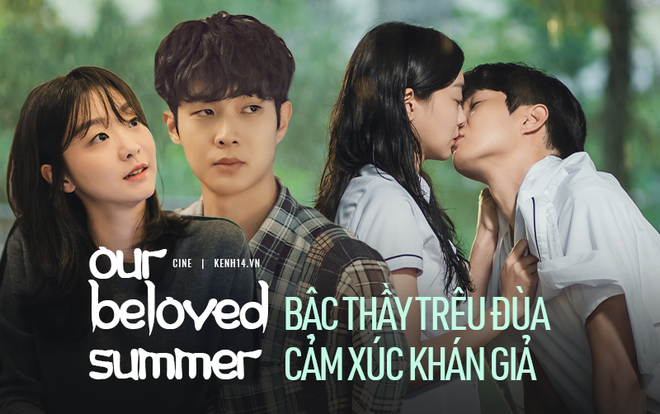 our
CINE | KENH14.VN
beloved
summer
BẬC THẦY TRÊU ĐÙA
CẢM XÚC KHÁN GIẢ